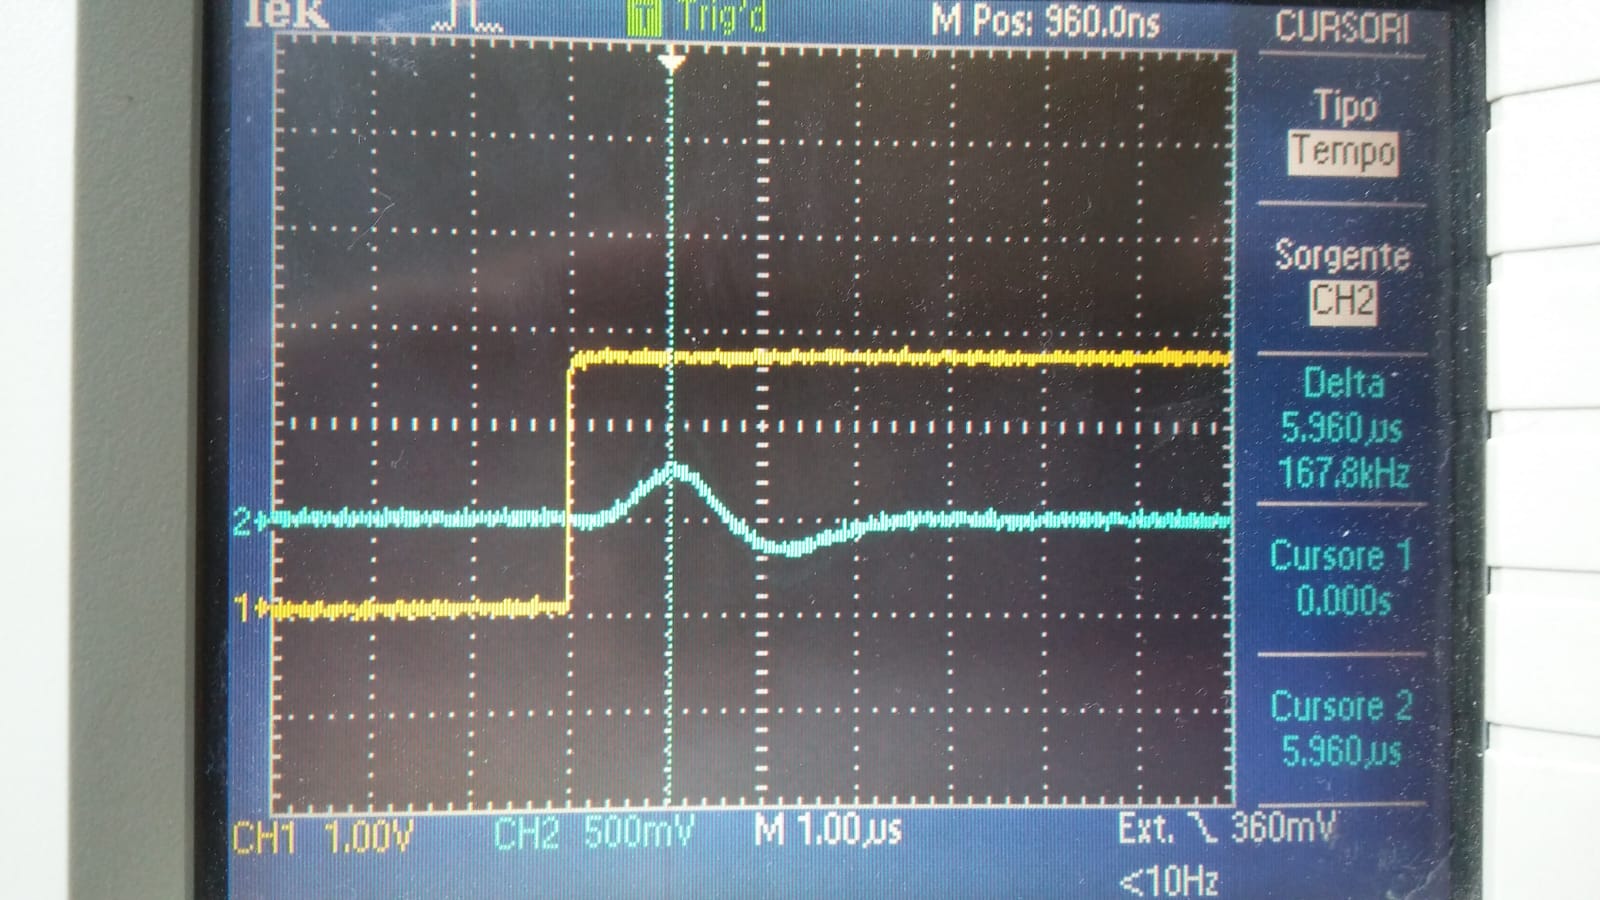 Tek
Trig'd
M Pos: 960.0ns
CURSORI
Tipo
Tempo
Sorgente
CH2
Delta
5.960µs
167.8kHz
Cursore 1
0.000s
Cursore 2
5.960µs
2
1
CH1 1.00V
CH2 500mV
M 1.00µs
Ext. 360mV
<10Hz